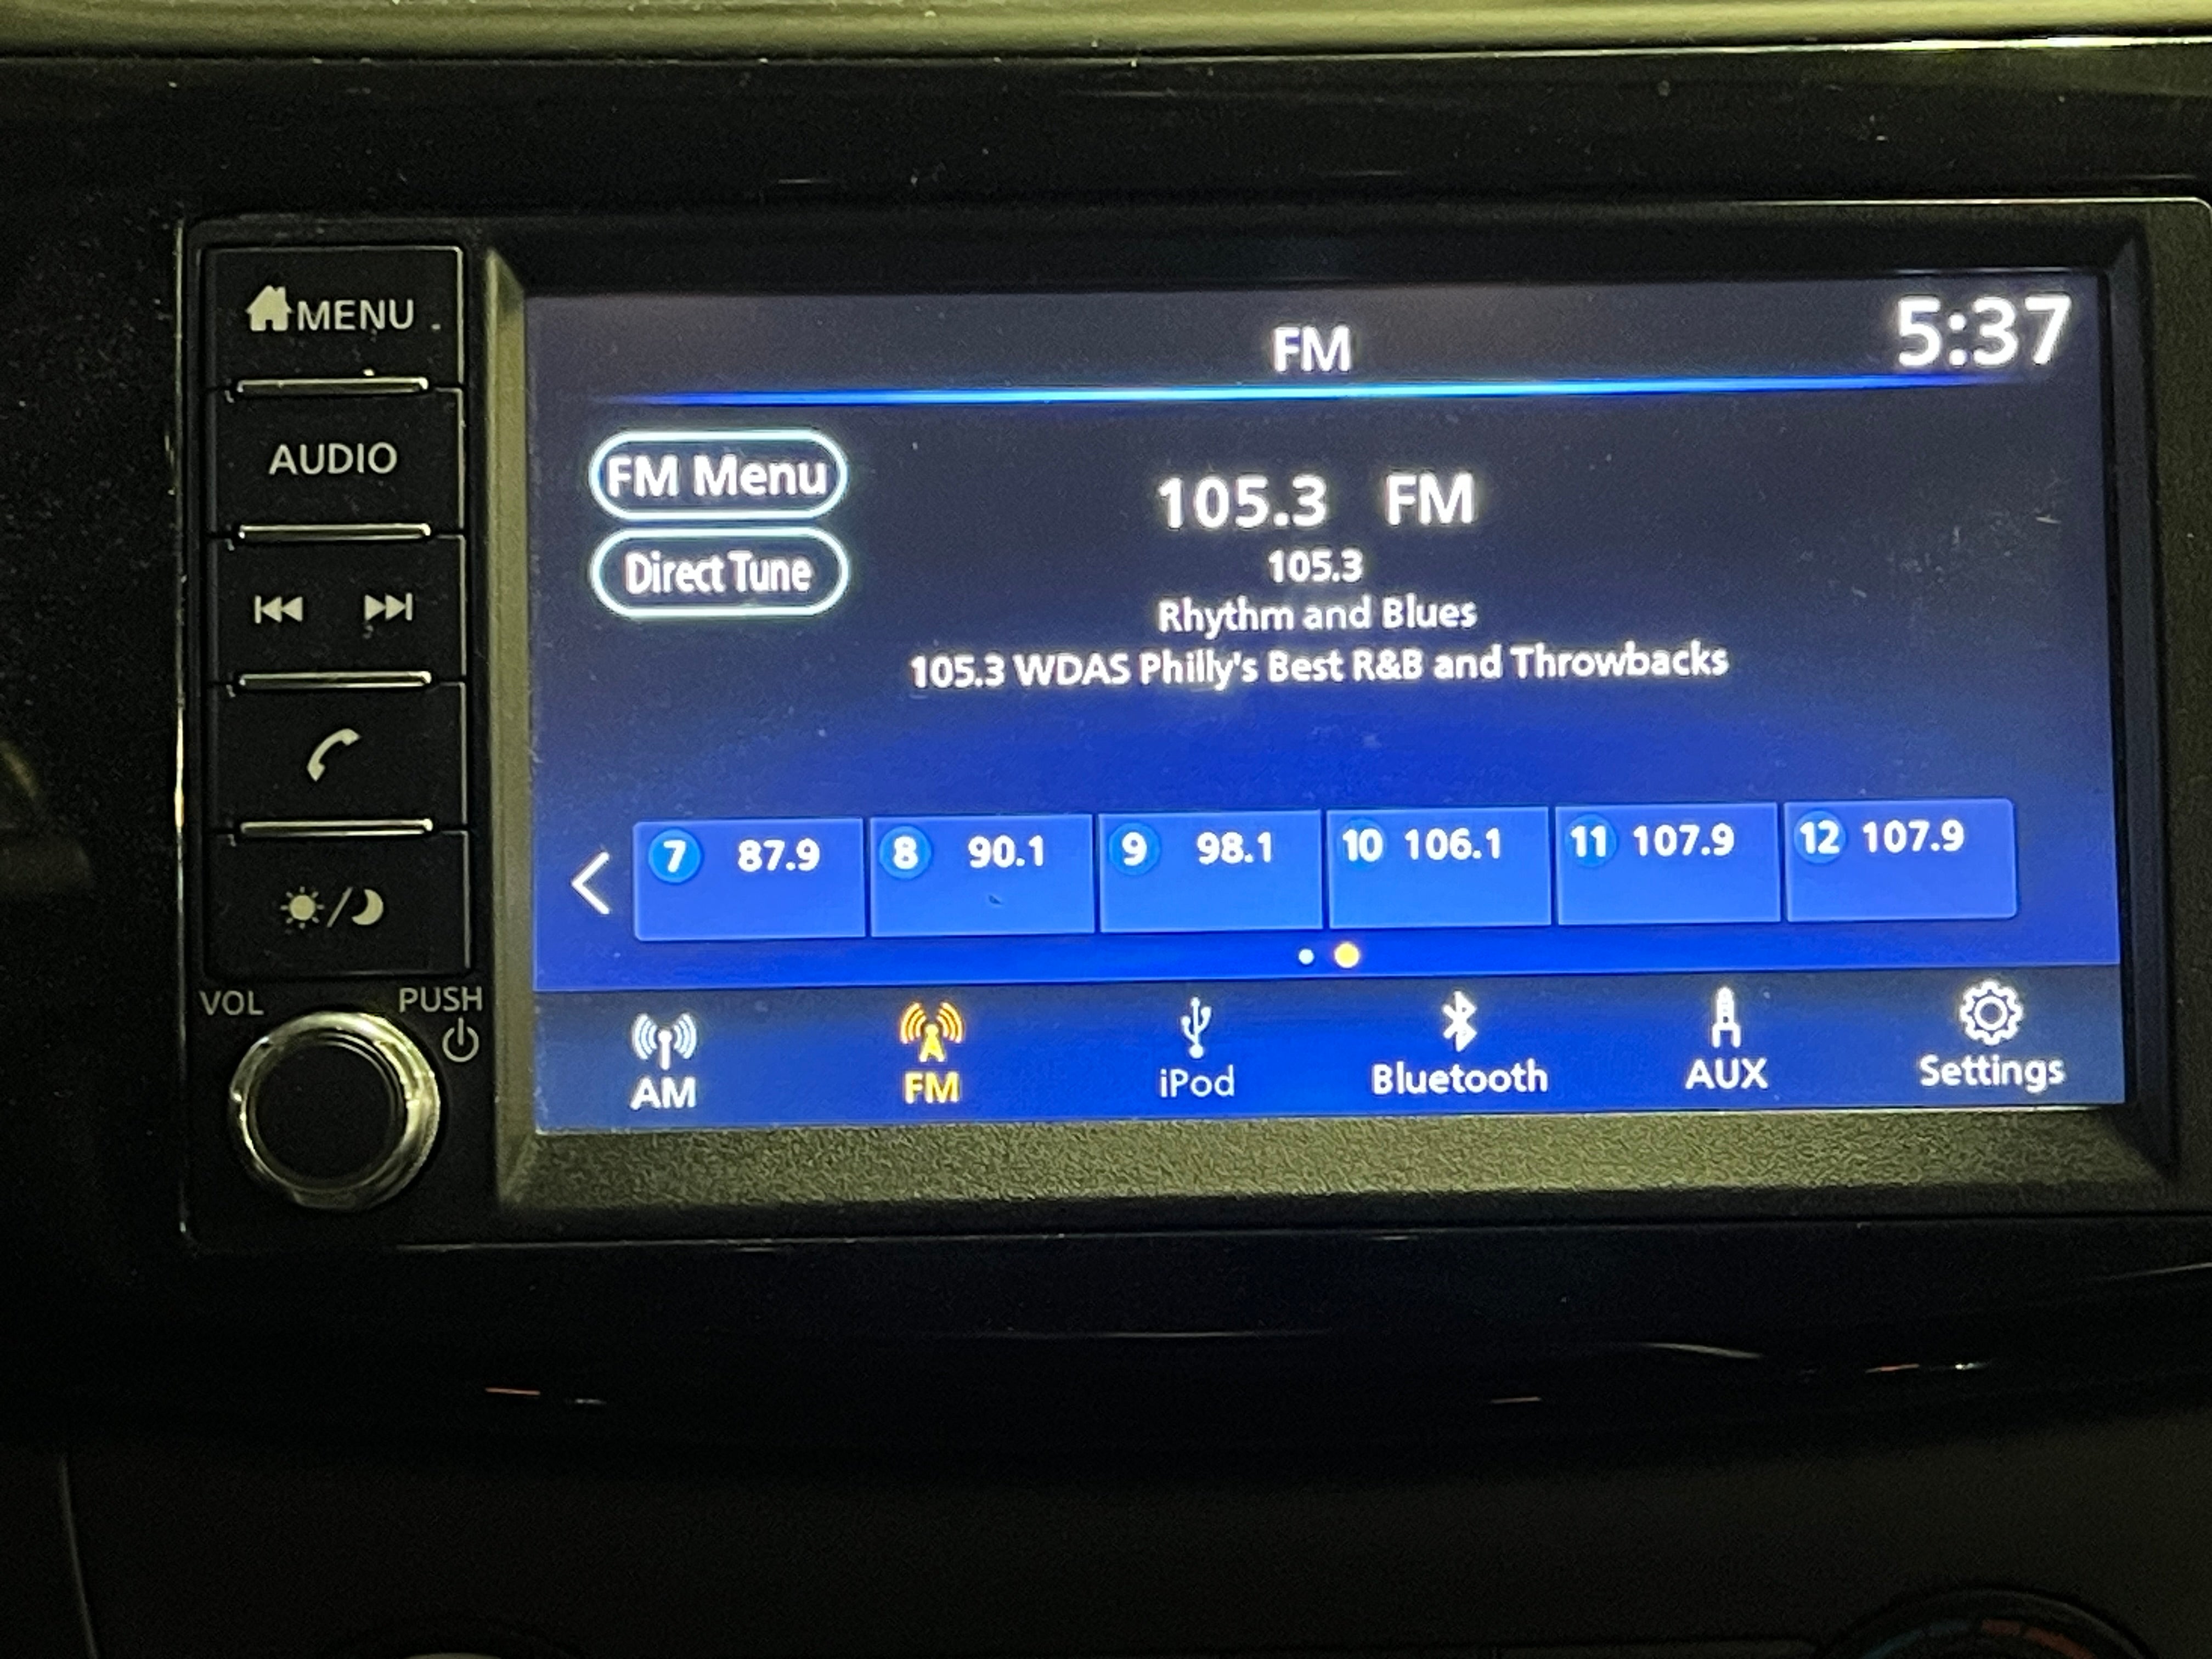 MENU
AUDIO
VOL PUSH
FM 5:37
FM Menu
Direct Tune
105.3 FM
105.3
Rhythm and Blues
105.3 WDAS Philly's Best R&B and Throwbacks
7 87.9 8 90.1 9 98.1 10 106.1 11 107.9 12 107.9
AM FM iPod Bluetooth AUX Settings